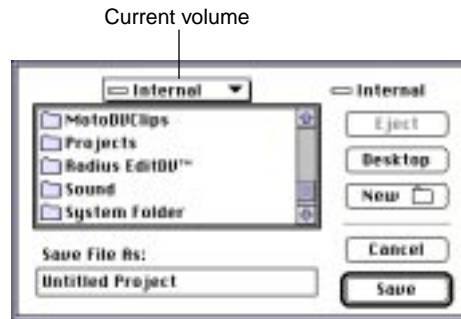 Current volume
Internal
Internal
MotoDVClips
Projects
Radius EditDV™
Sound
System Folder
Eject
Desktop
New
Save File As:
Untitled Project
Cancel
Save